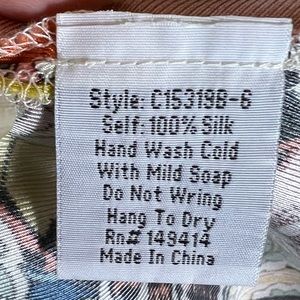 Style: C15319B-6
Self: 100% Silk
Hand Wash Cold
With Mild Soap
Do Not Wring
Hang To Dry
Rn# 149414
Made In China